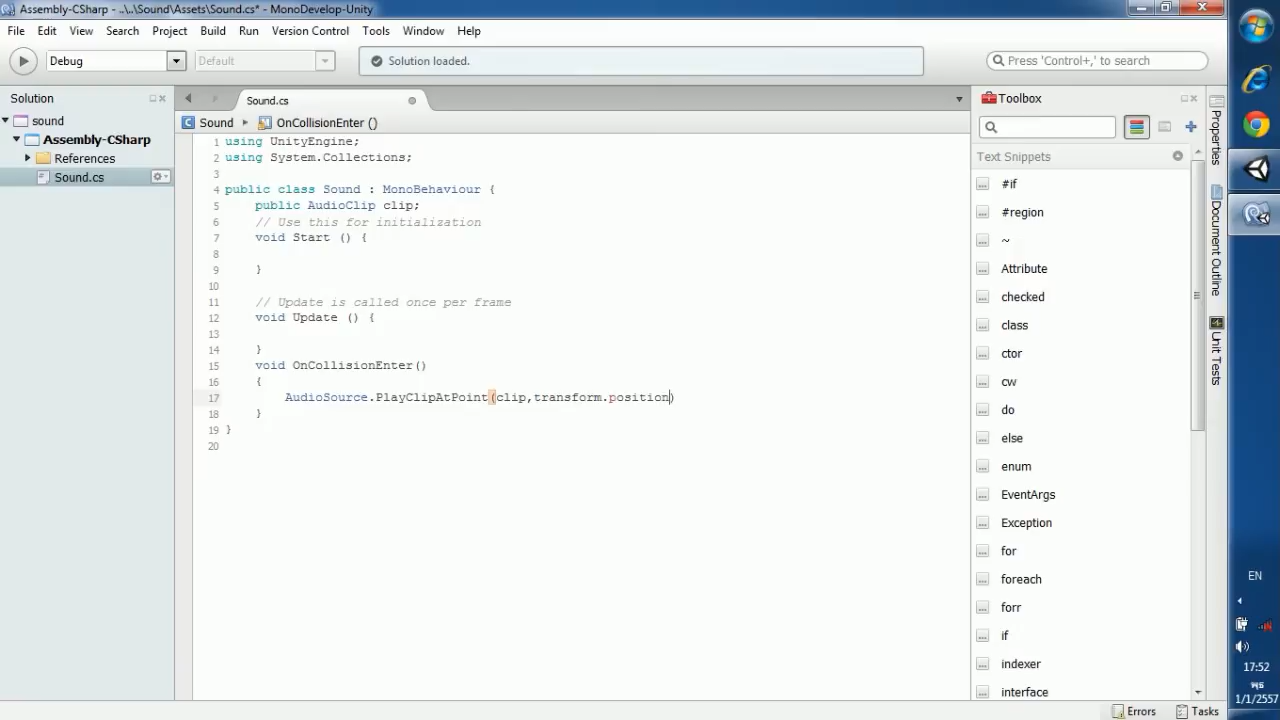 Assembly-CSharp - ..\..\Sound\Assets\Sound.cs* - MonoDevelop-Unity
File Edit View Search Project Build Run Version Control Tools Window Help
Debug
Default
Solution loaded.
Press 'Control+,' to search
Solution
sound
Assembly-CSharp
References
Sound.cs
Sound.cs
Sound OnCollisionEnter ()
1 using UnityEngine;
2 using System.Collections;
3
4 public class Sound : MonoBehaviour {
5 public AudioClip clip;
6 // Use this for initialization
7 void Start () {
8
9 }
10
11 // Update is called once per frame
12 void Update () {
13
14 }
15 void OnCollisionEnter()
16 {
17 AudioSource.PlayClipAtPoint(clip,transform.position)
18 }
19 }
20
Toolbox
Text Snippets
#if
#region
~
Attribute
checked
class
ctor
cw
do
else
enum
EventArgs
Exception
for
foreach
forr
if
indexer
interface
Properties
Document Outline
Unit Tests
Errors
Tasks
EN
17:52
พุธ
1/1/2557